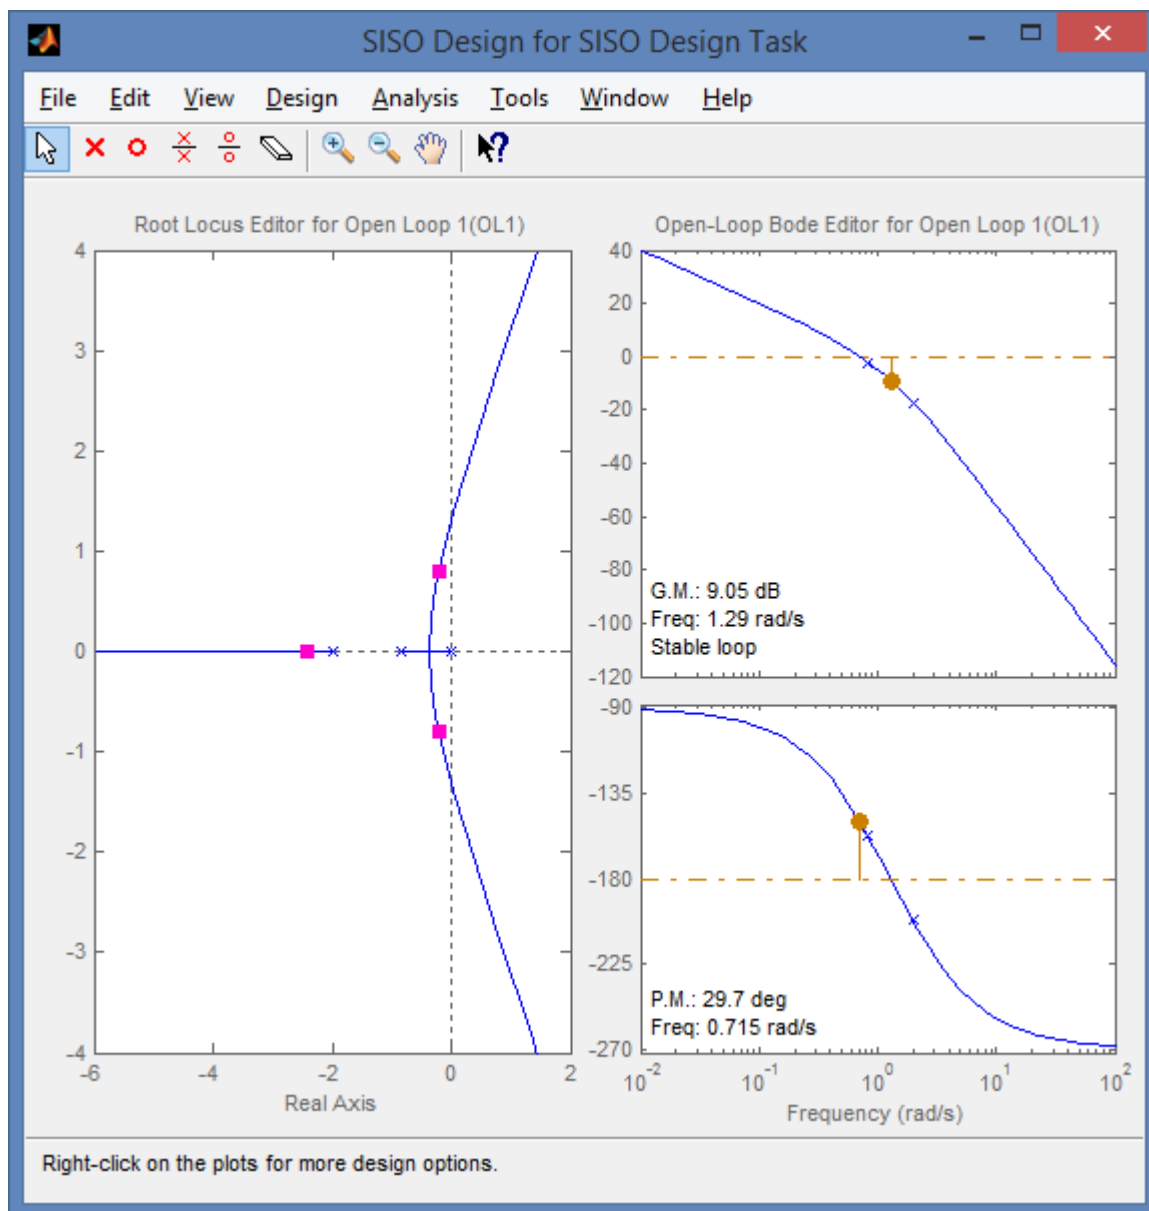 SISO Design for SISO Design Task
File Edit View Design Analysis Tools Window Help
Root Locus Editor for Open Loop 1(OL1)
4
3
2
1
0
-1
-2
-3
-4
-6 -4 -2 0 2
Real Axis
Open-Loop Bode Editor for Open Loop 1(OL1)
40
20
0
-20
-40
-60
-80
-100
-120
G.M.: 9.05 dB
Freq: 1.29 rad/s
Stable loop
-90
-135
-180
-225
-270
P.M.: 29.7 deg
Freq: 0.715 rad/s
10^-2 10^-1 10^0 10^1 10^2
Frequency (rad/s)
Right-click on the plots for more design options.